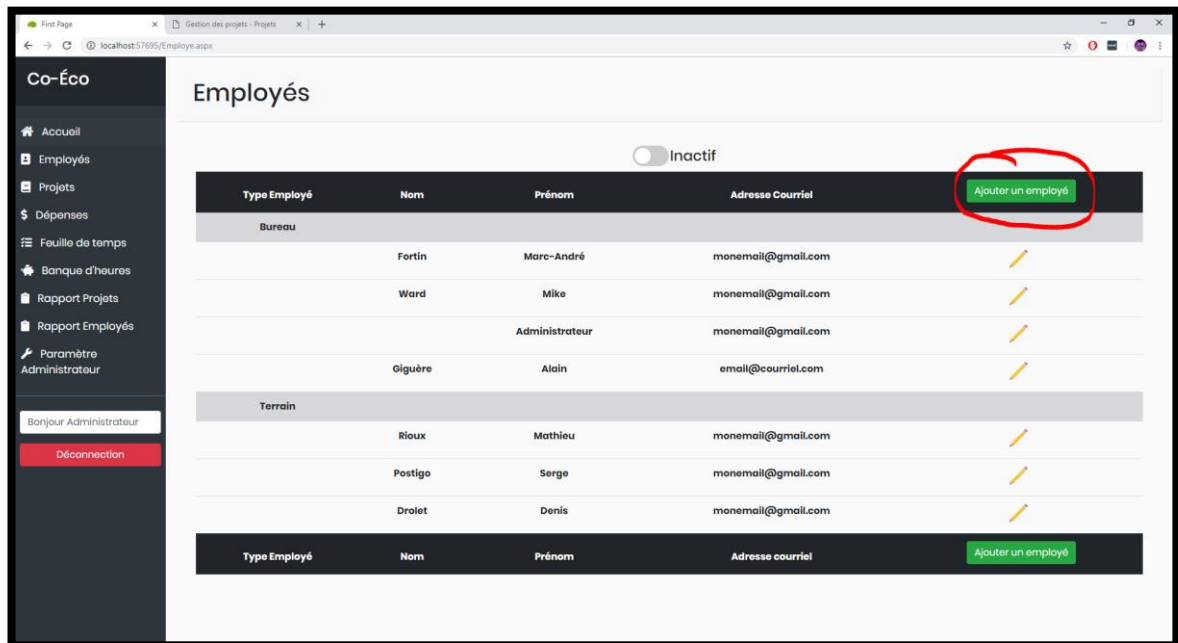 First Page
Gestion des projets - Projets
localhost:57695/Employe.aspx
Co-Éco
Employés
Accueil
Employés
Projets
$ Dépenses
Feuille de temps
Banque d'heures
Rapport Projets
Rapport Employés
Paramètre
Administrateur
Bonjour Administrateur
Déconnection
Inactif
Type Employé Nom Prénom Adresse Courriel Ajouter un employé
Bureau
Fortin Marc-André monemail@gmail.com
Ward Mike monemail@gmail.com
Administrateur monemail@gmail.com
Giguère Alain email@courriel.com
Terrain
Rioux Mathieu monemail@gmail.com
Postigo Serge monemail@gmail.com
Drolet Denis monemail@gmail.com
Type Employé Nom Prénom Adresse courriel Ajouter un employé